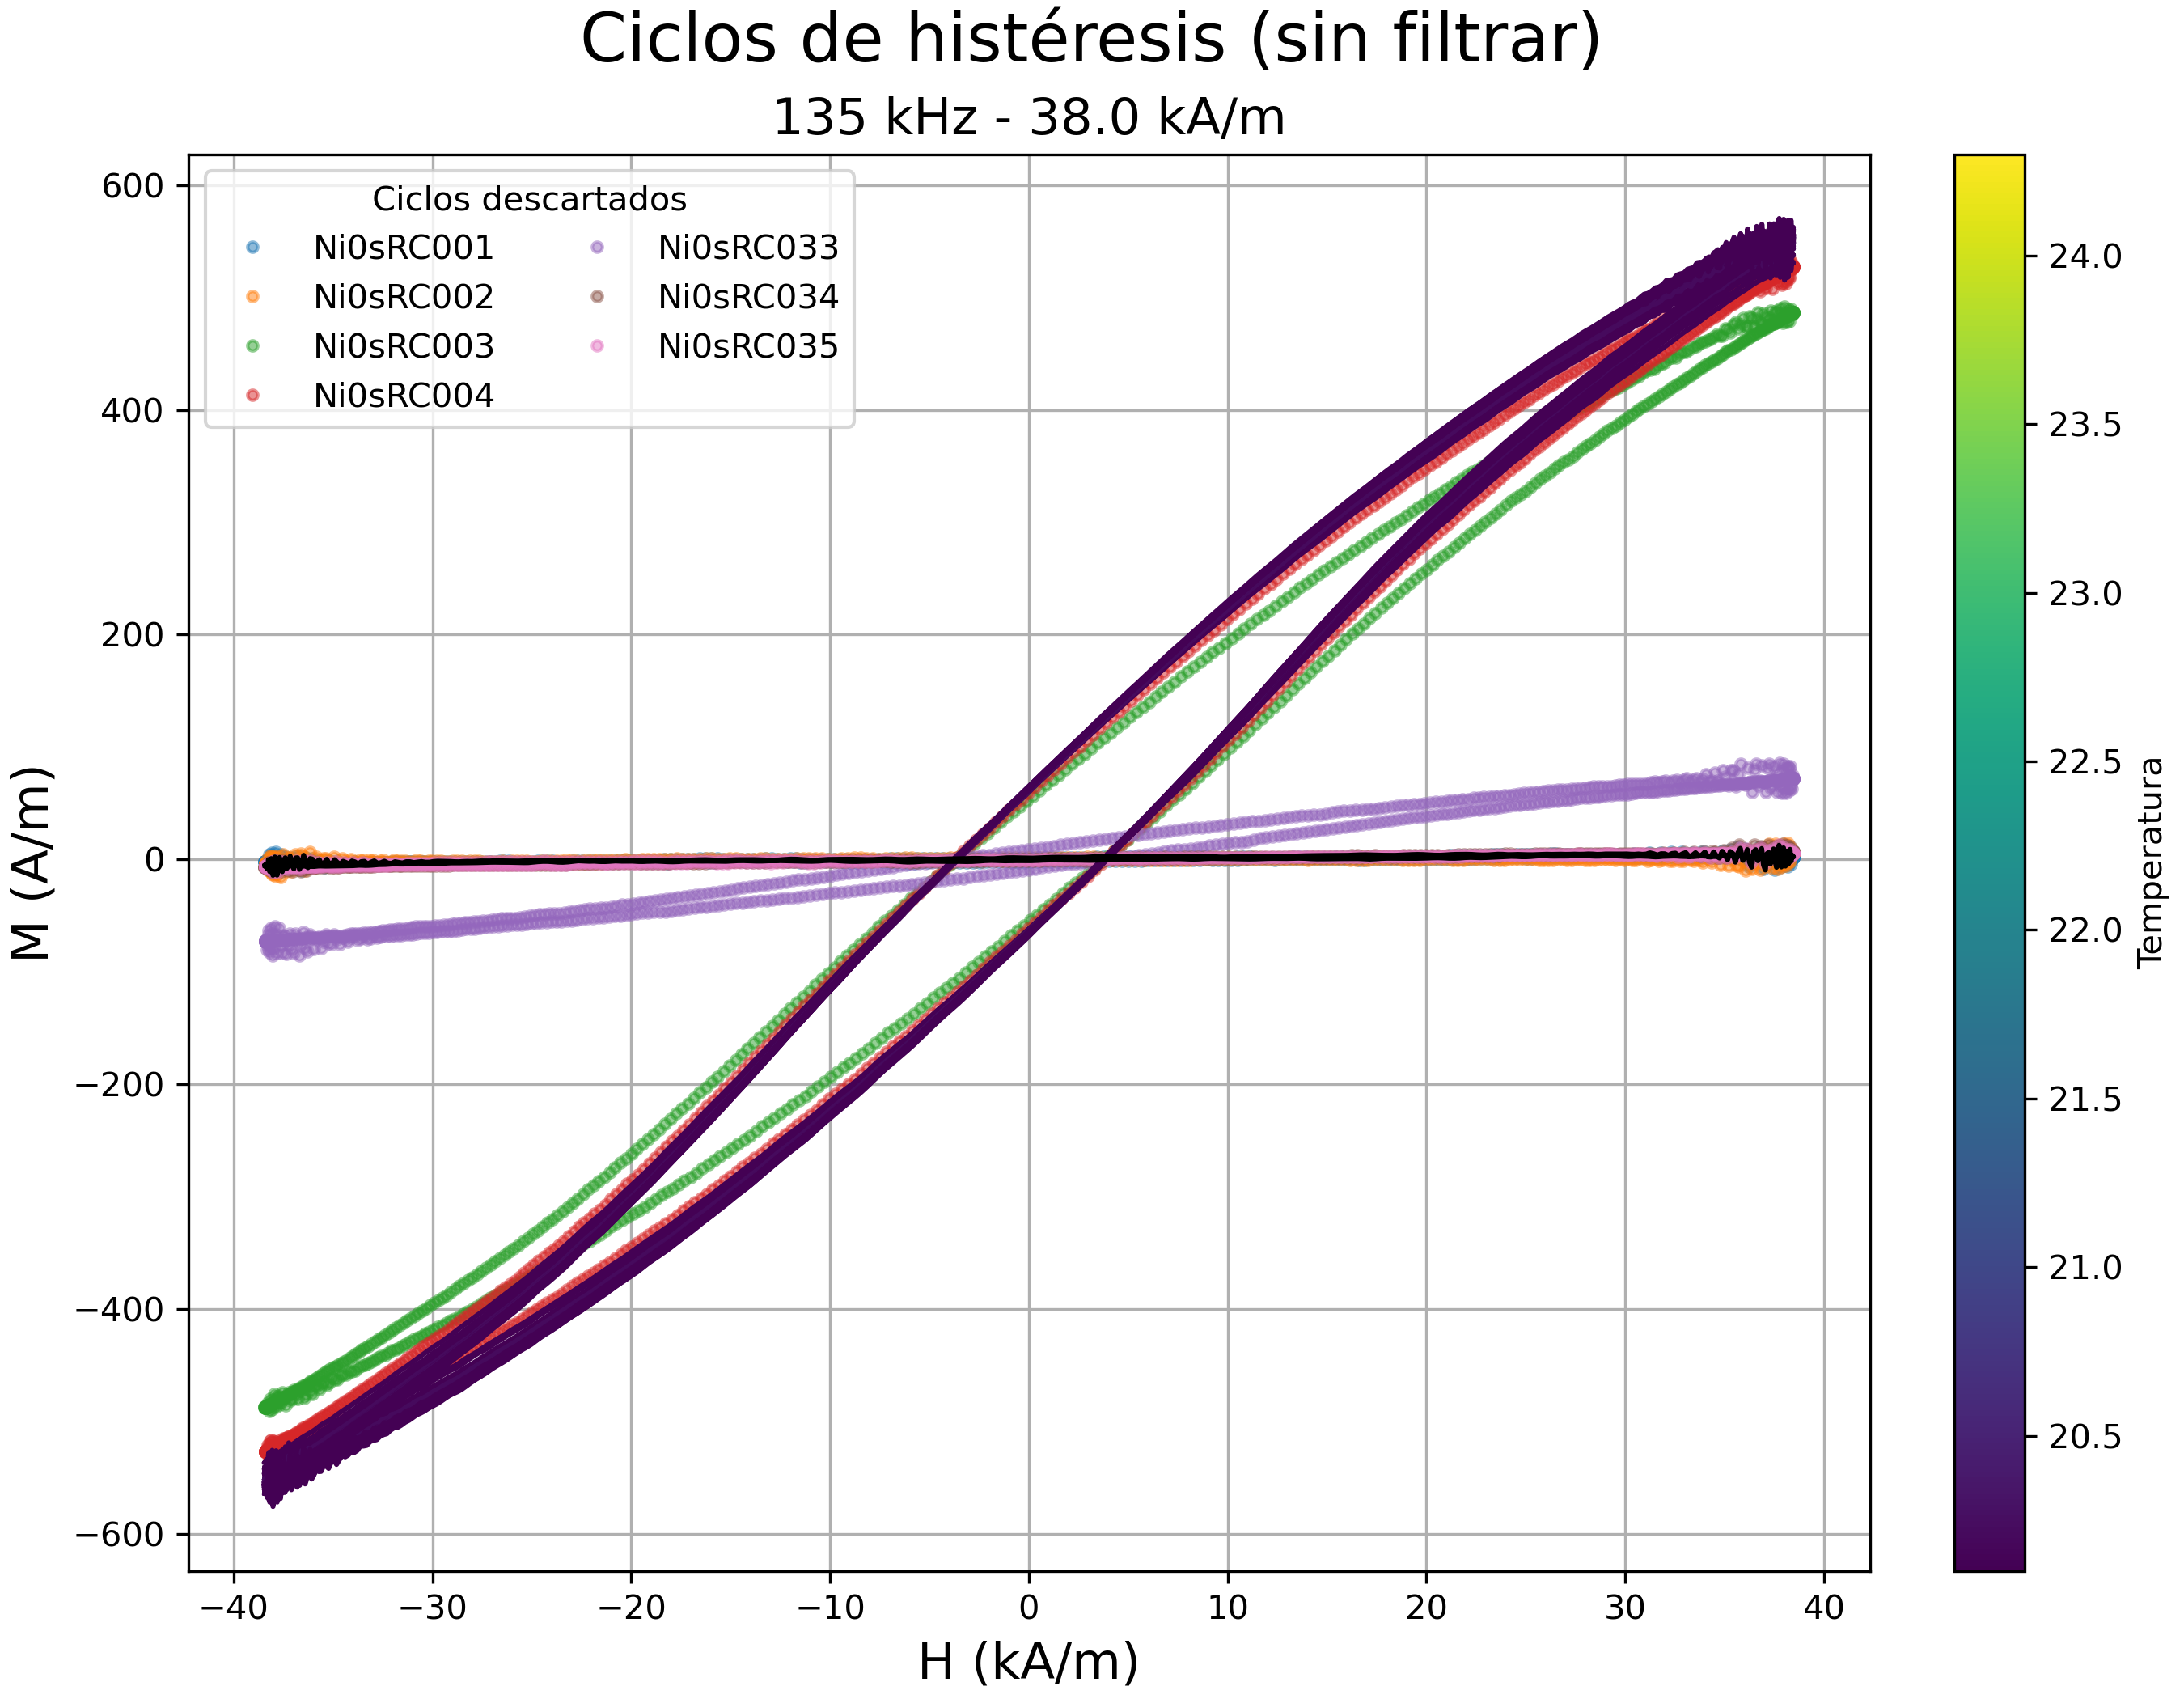 Ciclos de histéresis (sin filtrar)
135 kHz - 38.0 kA/m
Ciclos descartados
Ni0sRC001
Ni0sRC002
Ni0sRC003
Ni0sRC004
Ni0sRC033
Ni0sRC034
Ni0sRC035
600
400
200
0
−200
−400
−600
M (A/m)
−40
−30
−20
−10
0
10
20
30
40
H (kA/m)
24.0
23.5
23.0
22.5
22.0
21.5
21.0
20.5
Temperatura